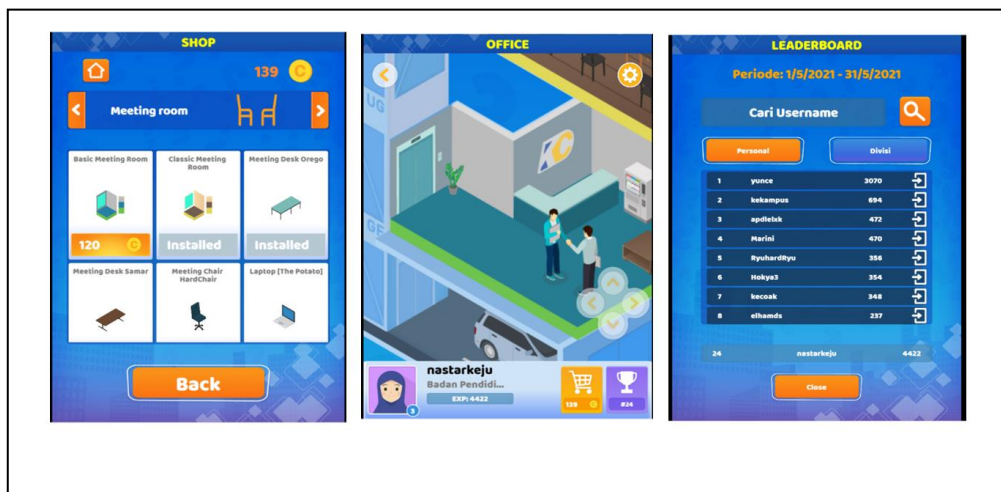 SHOP
139 C
Meeting room
Basic Meeting Room
Classic Meeting
Room
Meeting Desk Orego
120 C
Installed
Installed
Meeting Desk Samar
Meeting Chair
HardChair
Laptop [The Potato]
Back
OFFICE
UG
GF
nastarkeju
Badan Pendidi...
EXP: 4422
3
139 C
#24
LEADERBOARD
Periode: 1/5/2021 - 31/5/2021
Cari Username
Personal
Divisi
1 yunce 3070
2 kekampus 694
3 apdlelxk 472
4 Marini 470
5 RyuhardRyu 356
6 Hokya3 354
7 kecoak 348
8 elhamds 237
24 nastarkeju 4422
Close